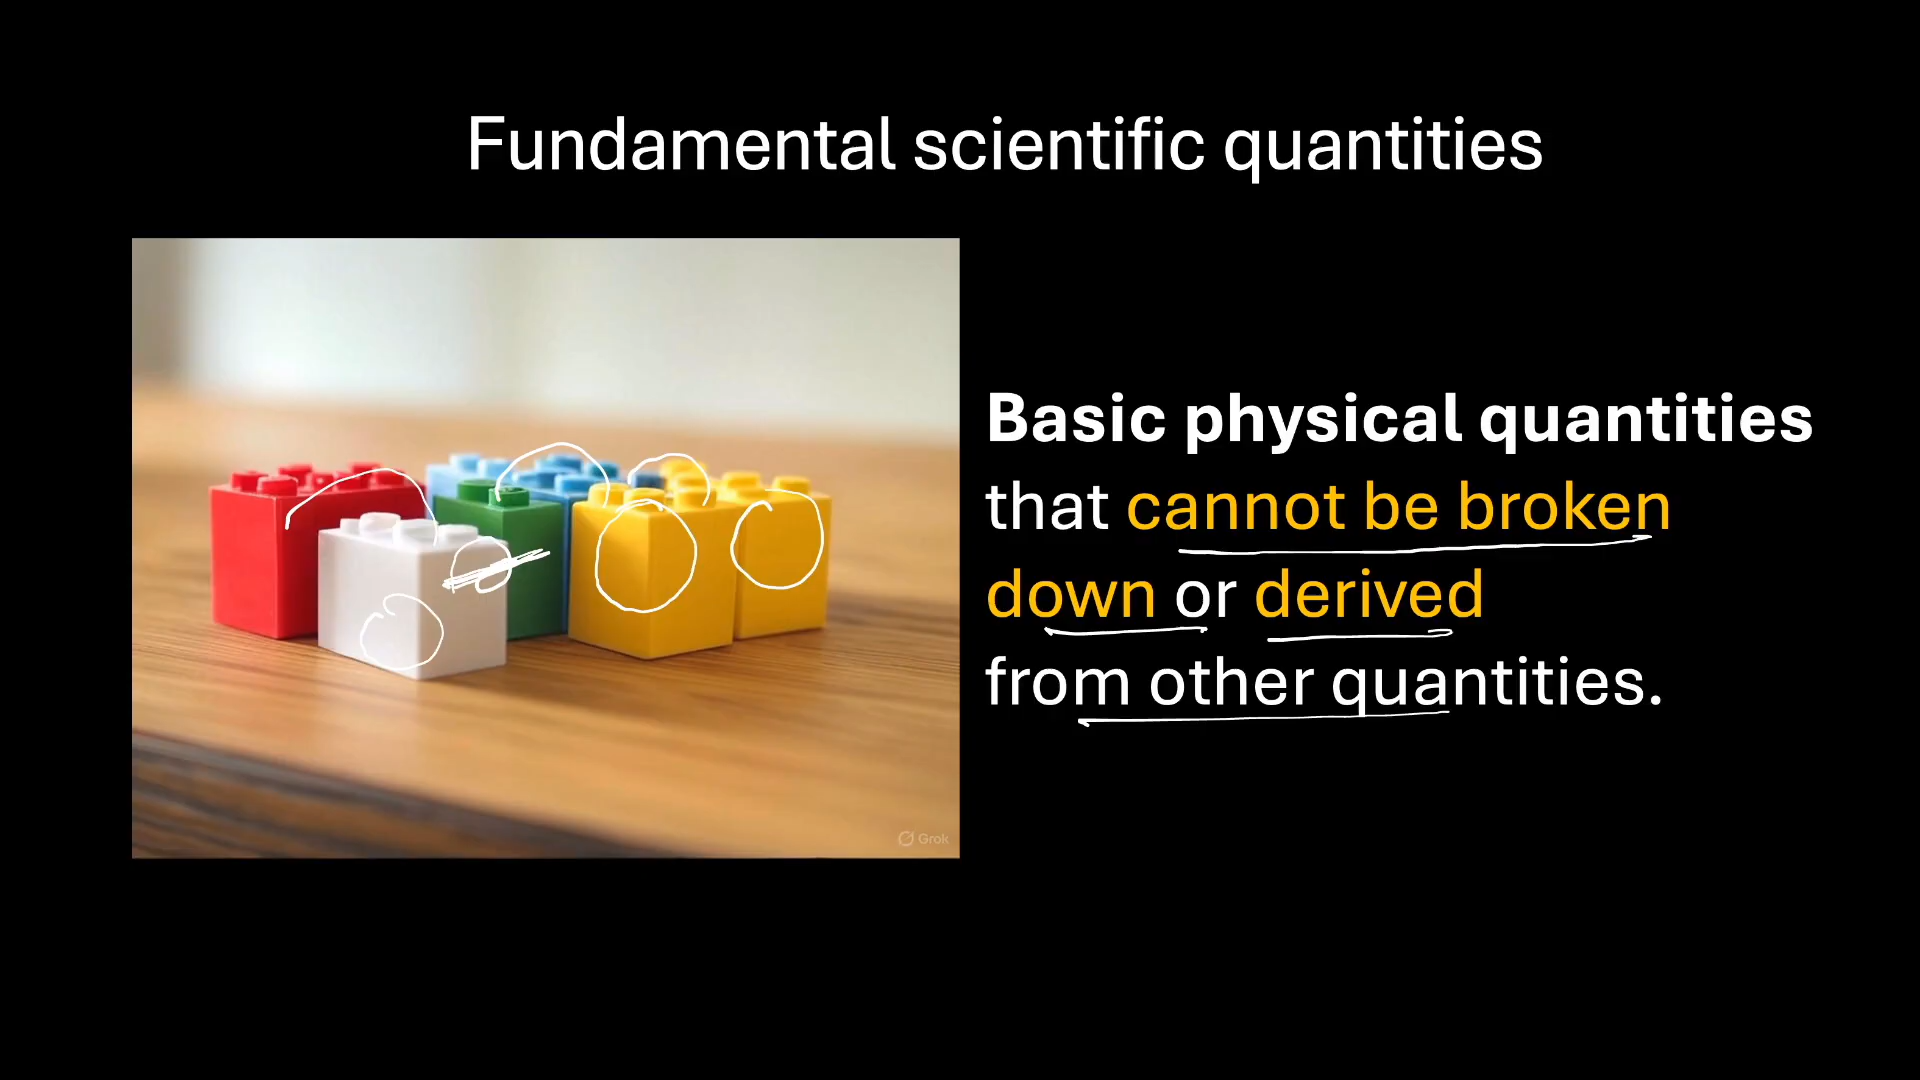 Fundamental scientific quantities
Basic physical quantities
that cannot be broken
down or derived
from other quantities.
Grok